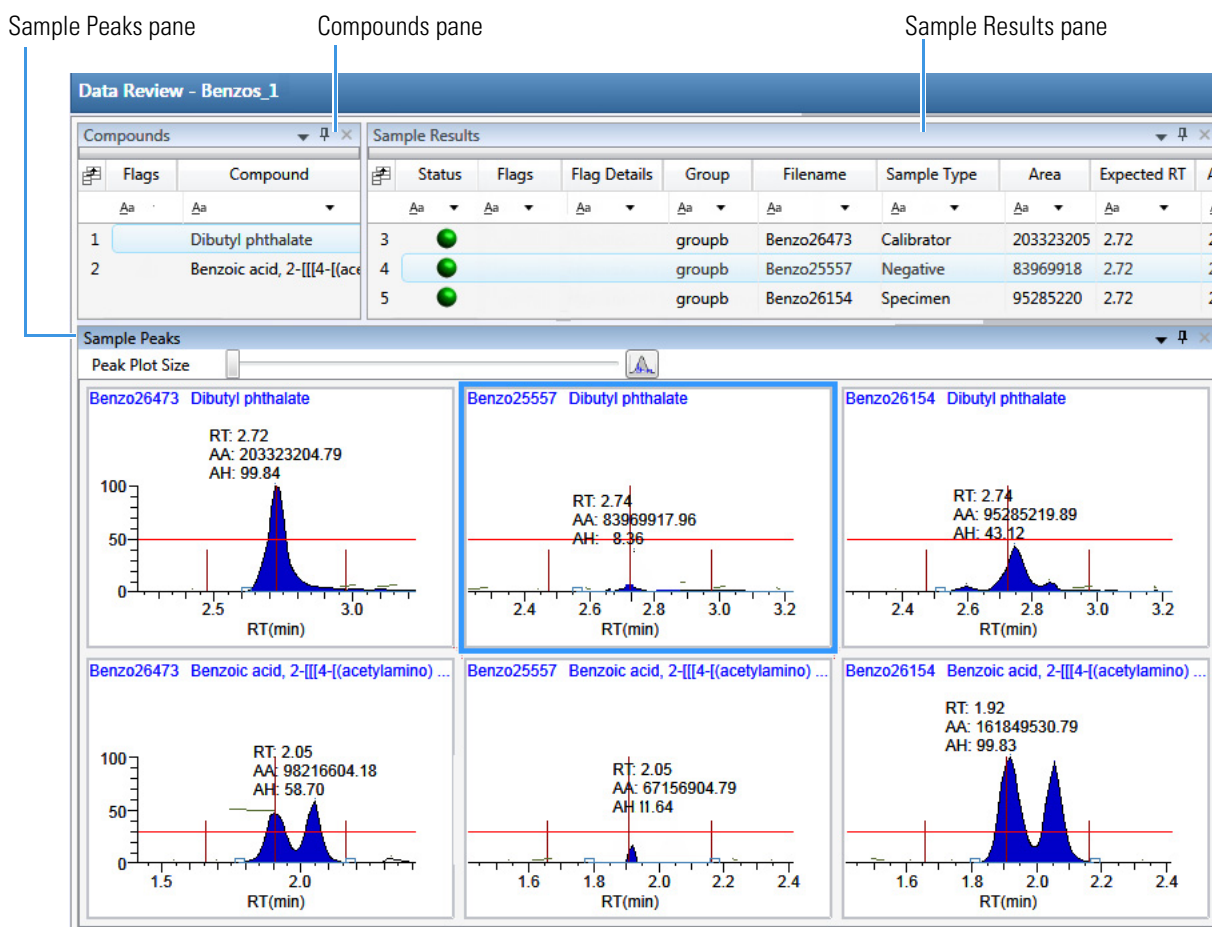 Sample Peaks pane Compounds pane Sample Results pane
Data Review - Benzos_1
Compounds Sample Results
Flags Compound Status Flags Flag Details Group Filename Sample Type Area Expected RT
Aa Aa Aa Aa Aa Aa Aa Aa Aa Aa
1 Dibutyl phthalate 3 groupb Benzo26473 Calibrator 203323205 2.72
2 Benzoic acid, 2-[[[4-[(ace 4 groupb Benzo25557 Negative 83969918 2.72
5 groupb Benzo26154 Specimen 95285220 2.72
Sample Peaks
Peak Plot Size
Benzo26473 Dibutyl phthalate
RT: 2.72
AA: 203323204.79
AH: 99.84
100
50
0
2.5 3.0
RT(min)
Benzo25557 Dibutyl phthalate
RT: 2.74
AA: 83969917.96
AH: 8.36
2.4 2.6 2.8 3.0 3.2
RT(min)
Benzo26154 Dibutyl phthalate
RT: 2.74
AA: 95285219.89
AH: 43.12
2.4 2.6 2.8 3.0 3.2
RT(min)
Benzo26473 Benzoic acid, 2-[[[4-[(acetylamino) ...
RT: 2.05
AA: 98216604.18
AH: 58.70
100
50
0
1.5 2.0
RT(min)
Benzo25557 Benzoic acid, 2-[[[4-[(acetylamino) ...
RT: 2.05
AA: 67156904.79
AH 11.64
1.6 1.8 2.0 2.2 2.4
RT(min)
Benzo26154 Benzoic acid, 2-[[[4-[(acetylamino) ...
RT: 1.92
AA: 161849530.79
AH: 99.83
1.6 1.8 2.0 2.2 2.4
RT(min)